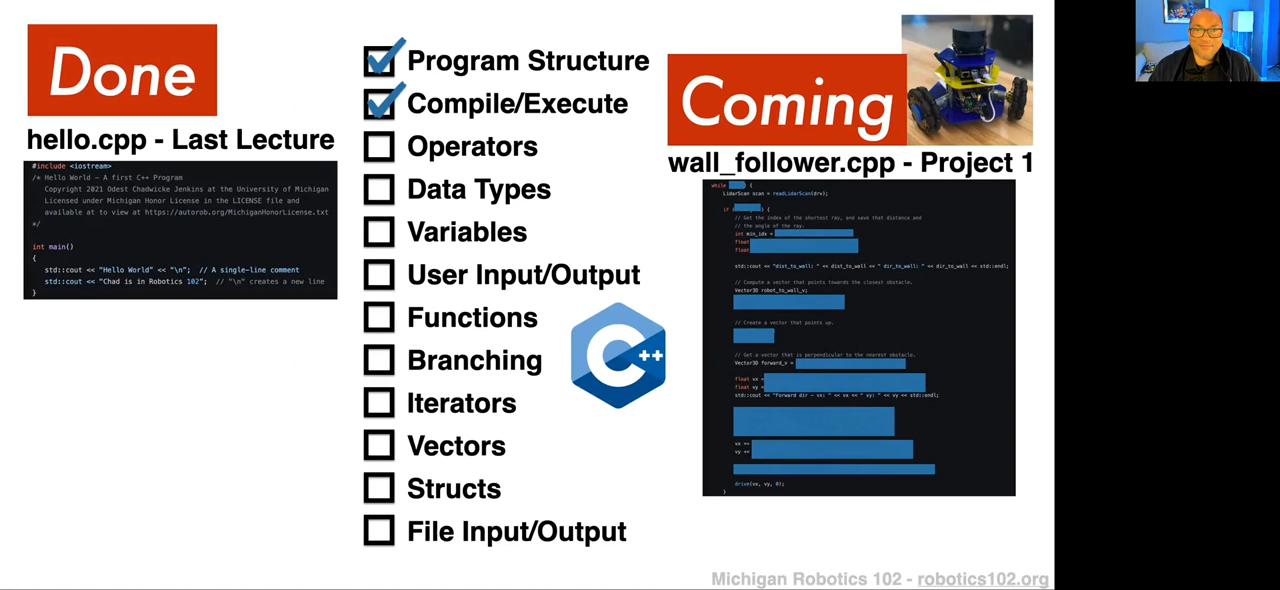 Done
hello.cpp - Last Lecture
#include <iostream>
/* Hello World – A first C++ Program
Copyright 2021 Odest Chadwicke Jenkins at the University of Michigan
Licensed under Michigan Honor License in the LICENSE file and
available at to view at https://autorob.org/MichiganHonorLicense.txt
*/
int main()
{
std::cout << "Hello World" << "\n"; // A single-line comment
std::cout << "Chad is in Robotics 102"; // "\n" creates a new line
}
Program Structure
Compile/Execute
Operators
Data Types
Variables
User Input/Output
Functions
Branching
Iterators
Vectors
Structs
File Input/Output
C++
Coming
wall_follower.cpp - Project 1
while {
LidarScan scan = readLidarScan(drv);
if {
// Get the index of the shortest ray, and save that distance and
// the angle of the ray.
int min_idx =
float
float
std::cout << "dist_to_wall: " << dist_to_wall << " dir_to_wall: " << dir_to_wall << std::endl;
// Compute a vector that points towards the closest obstacle.
Vector3D robot_to_wall_v;
// Create a vector that points up.
// Get a vector that is perpendicular to the nearest obstacle.
Vector3D forward_v =
float vx =
float vy =
std::cout << "Forward dir – vx: " << vx << " vy: " << vy << std::endl;
vx
vy
drive(vx, vy, 0);
}
Michigan Robotics 102 - robotics102.org